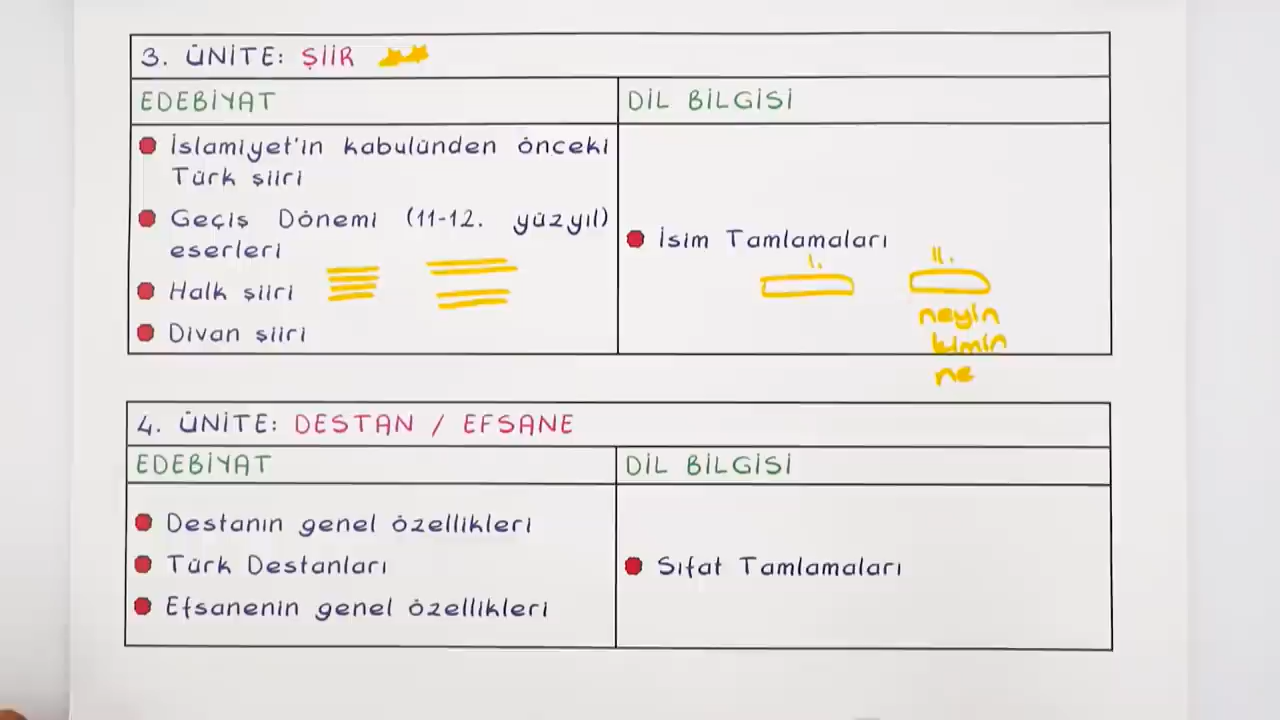 3. ÜNİTE: ŞİİR
EDEBİYAT
DİL BİLGİSİ
İslamiyet'in kabulünden önceki
Türk şiiri
Geçiş Dönemi (11-12. yüzyıl)
eserleri
Halk şiiri
Divan şiiri
İsim Tamlamaları
I.
II.
neyin
kimin
ne
4. ÜNİTE: DESTAN / EFSANE
EDEBİYAT
DİL BİLGİSİ
Destanın genel özellikleri
Türk Destanları
Efsanenin genel özellikleri
Sıfat Tamlamaları